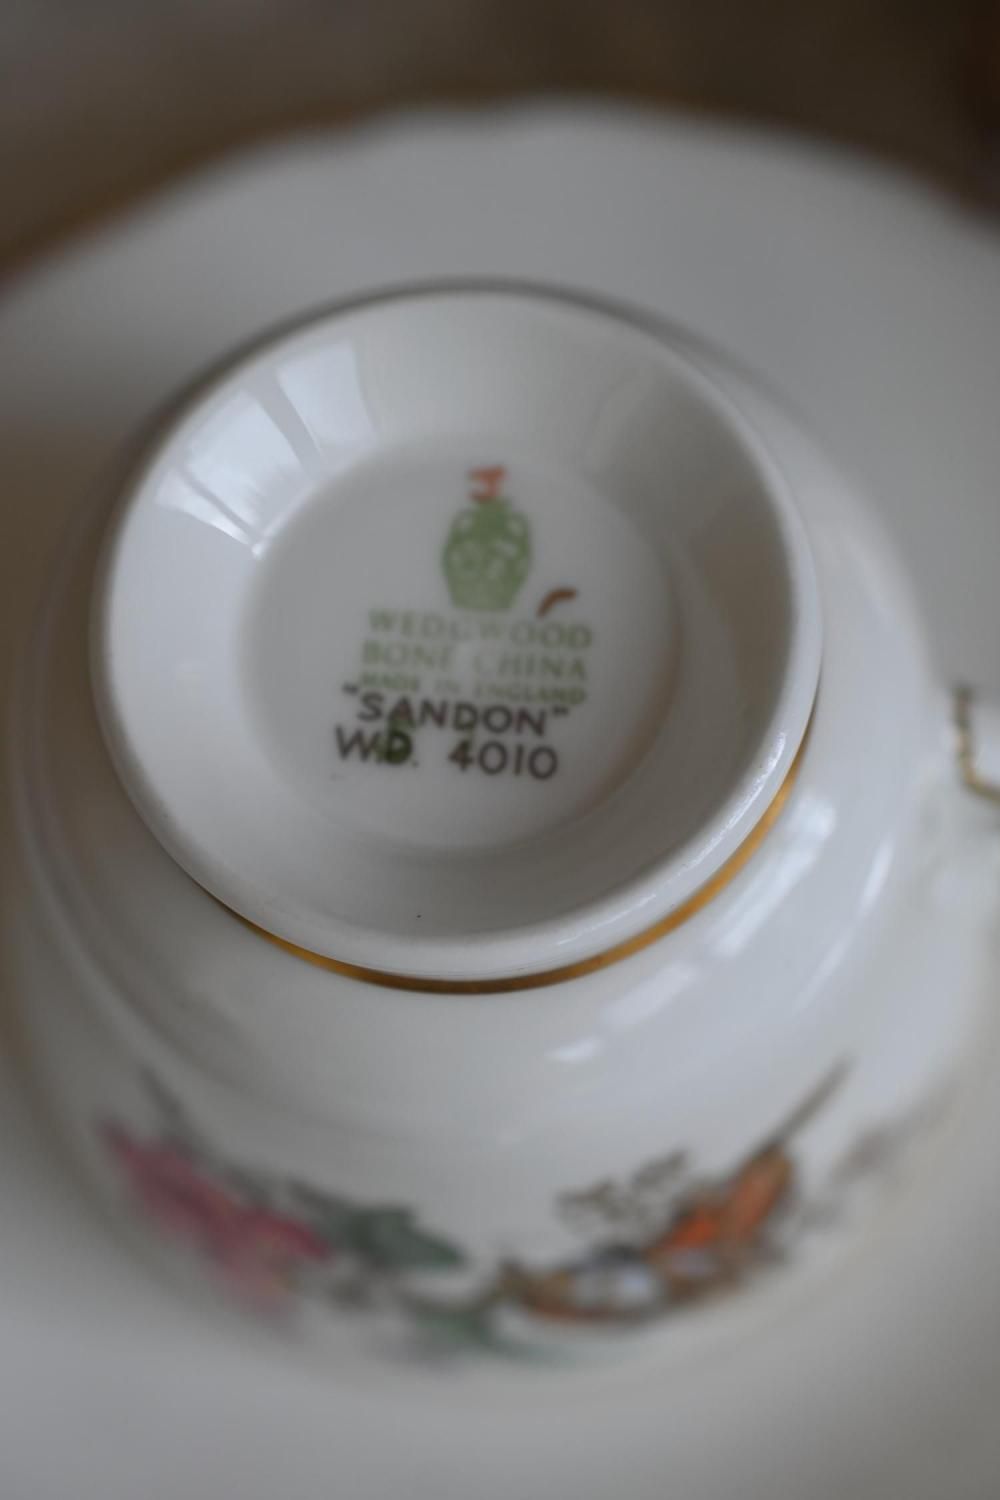 WEDGWOOD
BONE CHINA
MADE IN ENGLAND
"SANDON"
W.D. 4010